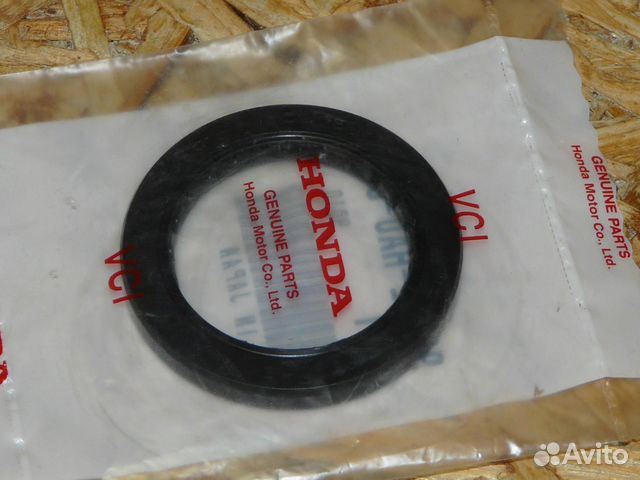 HONDA
GENUINE PARTS
Honda Motor Co., Ltd.
VCI
VCI
GENUINE PARTS
Honda Motor Co., Ltd.
Avito